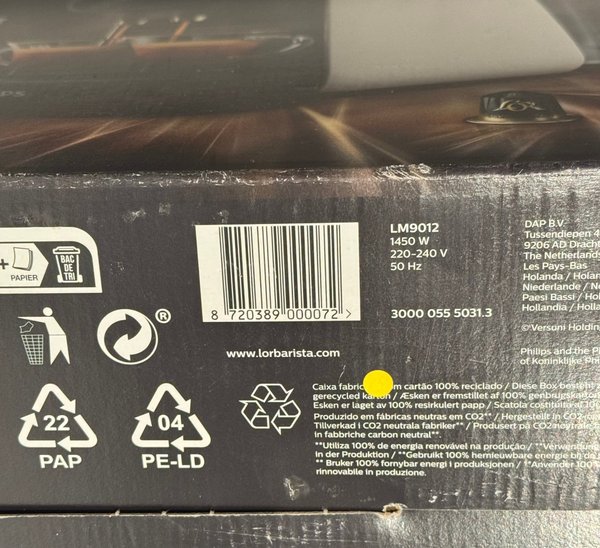 L'OR
LM9012
1450 W
220-240 V
50 Hz
3000 055 5031.3
DAP B.V.
Tussendiepen 4
9206 AD Dracht
The Netherlands
Les Pays-Bas
Holanda / Holan
Niederlande / Ne
Paesi Bassi / Hol
Hollandia / Holla
©Versuni Holdin
Philips and the P
of Koninklijke Phi
+ PAPIER
BAC
DE
TRI
®
8 720389 000072 >
www.lorbarista.com
22
PAP
04
PE-LD
Caixa fabric m cartão 100% reciclado / Diese Box besteht
gerecycled karton / Æsken er fremstillet af 100% genbrugskarton
Esken er laget av 100% resirkulert papp / Scatola costituita
Produzido em fábricas neutras em CO2** / Hergestellt in CO2-
Tillverkad i CO2 neutrala fabriker** / Produsert på CO2
in fabbriche carbon neutral**.
**Utiliza 100% de energia renovável na produção / **Verwendung
in der Produktion / **Gebruikt 100% hernieuwbare energie bij de
** Bruker 100% fornybar energi i produksjonen / **Använder 100%
rinnovabile in produzione.